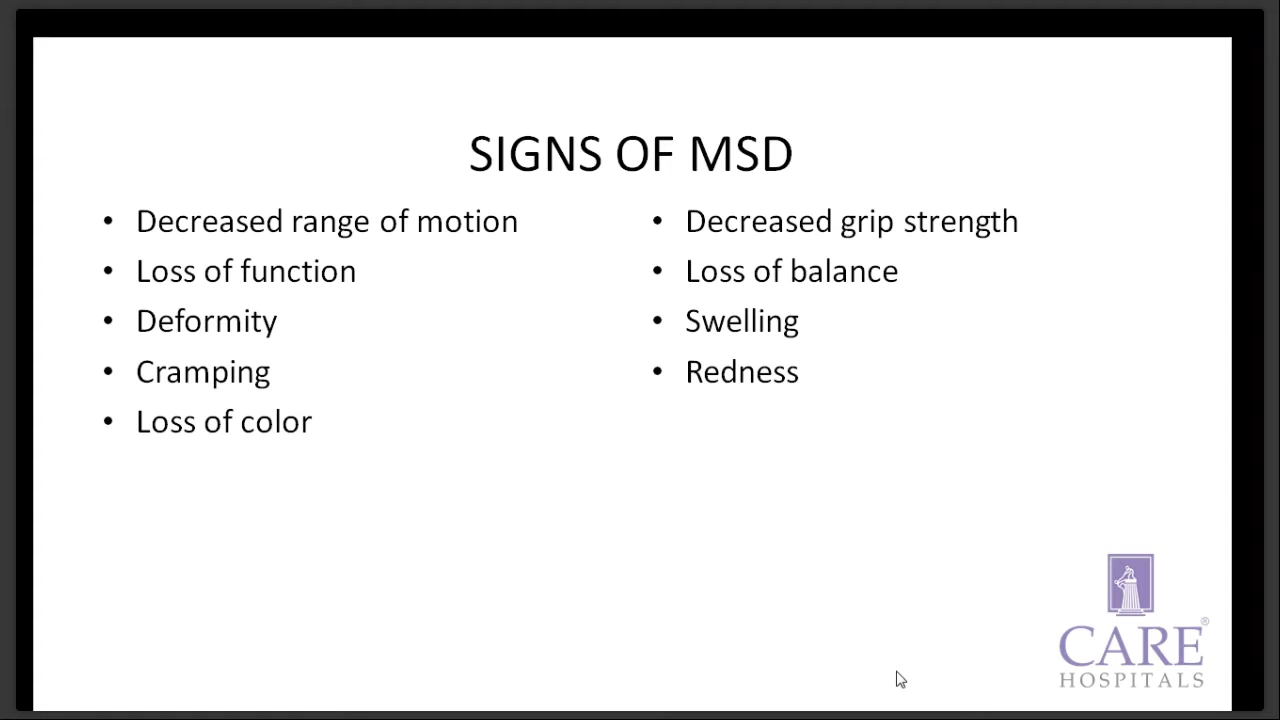 SIGNS OF MSD
• Decreased range of motion
• Loss of function
• Deformity
• Cramping
• Loss of color
• Decreased grip strength
• Loss of balance
• Swelling
• Redness
CARE®
HOSPITALS